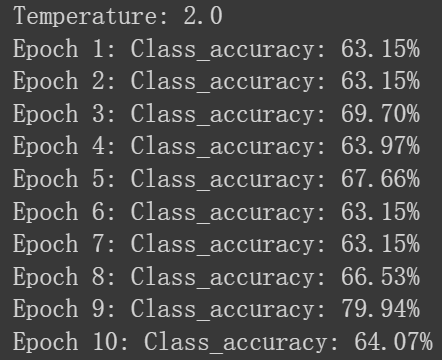 Temperature: 2.0
Epoch 1: Class_accuracy: 63.15%
Epoch 2: Class_accuracy: 63.15%
Epoch 3: Class_accuracy: 69.70%
Epoch 4: Class_accuracy: 63.97%
Epoch 5: Class_accuracy: 67.66%
Epoch 6: Class_accuracy: 63.15%
Epoch 7: Class_accuracy: 63.15%
Epoch 8: Class_accuracy: 66.53%
Epoch 9: Class_accuracy: 79.94%
Epoch 10: Class_accuracy: 64.07%